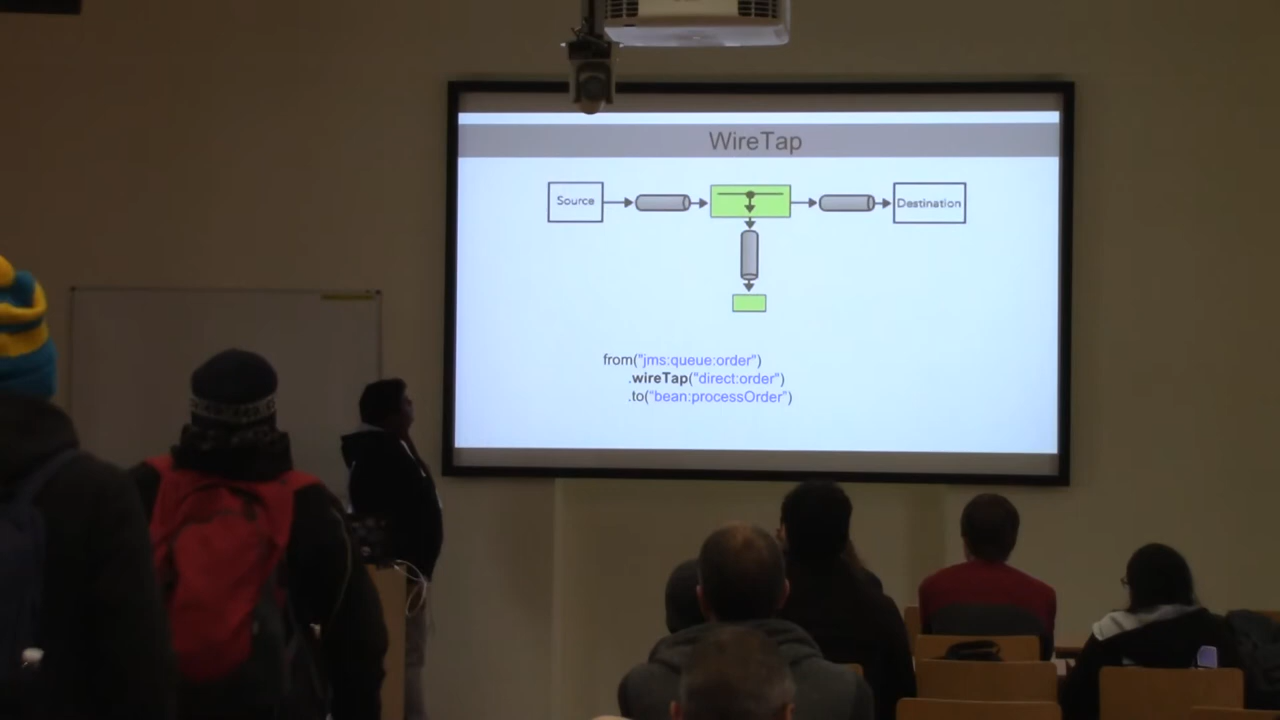 WireTap
Source
Destination
from("jms:queue:order")
.wireTap("direct:order")
.to("bean:processOrder")